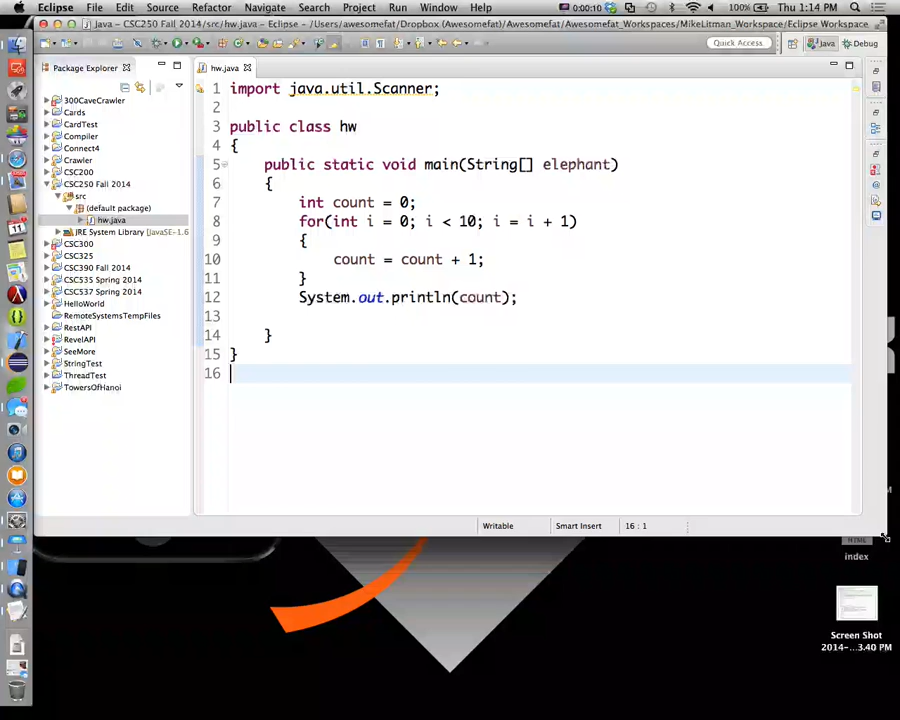 Eclipse File Edit Source Refactor Navigate Search Project Run Window Help 0:00:10 100% Thu 1:14 PM
Java – CSC250 Fall 2014/src/hw.java – Eclipse – /Users/awesomefat/Dropbox (Awesomefat)/Awesomefat_Workspaces/MikeLitman_Workspace/Eclipse Workspace
Quick Access Java Debug
Package Explorer
300CaveCrawler
Cards
CardTest
Compiler
Connect4
Crawler
CSC200
CSC250 Fall 2014
src
(default package)
hw.java
JRE System Library [JavaSE-1.6
CSC300
CSC325
CSC390 Fall 2014
CSC535 Spring 2014
CSC537 Spring 2014
HelloWorld
RemoteSystemsTempFiles
RestAPI
RevelAPI
SeeMore
StringTest
ThreadTest
TowersOfHanoi
hw.java
1 import java.util.Scanner;
2
3 public class hw
4 {
5 public static void main(String[] elephant)
6 {
7 int count = 0;
8 for(int i = 0; i < 10; i = i + 1)
9 {
10 count = count + 1;
11 }
12 System.out.println(count);
13
14 }
15 }
16
Writable Smart Insert 16 : 1
HTML
index
Screen Shot
2014-...3.40 PM